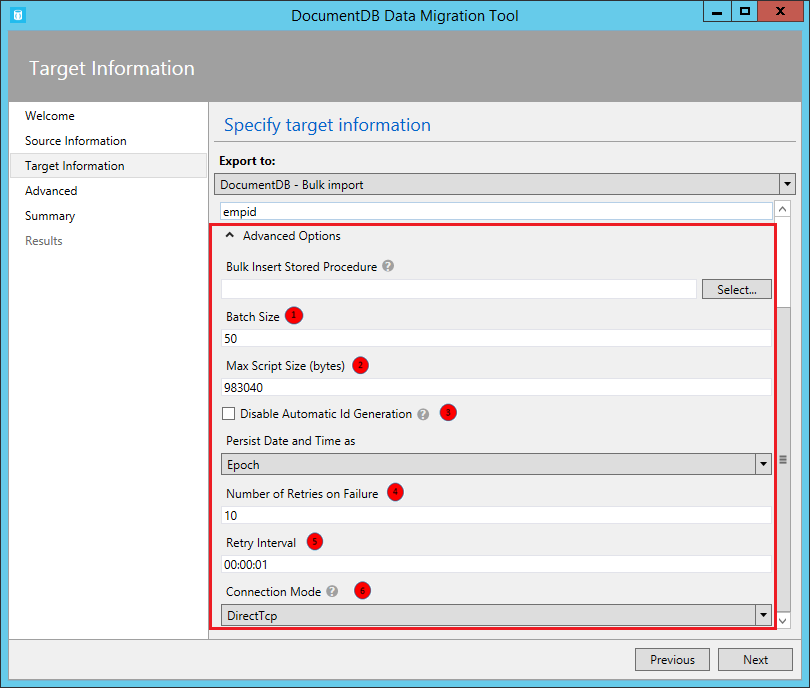 DocumentDB Data Migration Tool
Target Information
Welcome
Source Information
Target Information
Advanced
Summary
Results
Specify target information
Export to:
DocumentDB - Bulk import
empid
Advanced Options
Bulk Insert Stored Procedure ?
Select...
Batch Size 1
50
Max Script Size (bytes) 2
983040
Disable Automatic Id Generation ? 3
Persist Date and Time as
Epoch
Number of Retries on Failure 4
10
Retry Interval 5
00:00:01
Connection Mode ? 6
DirectTcp
Previous
Next